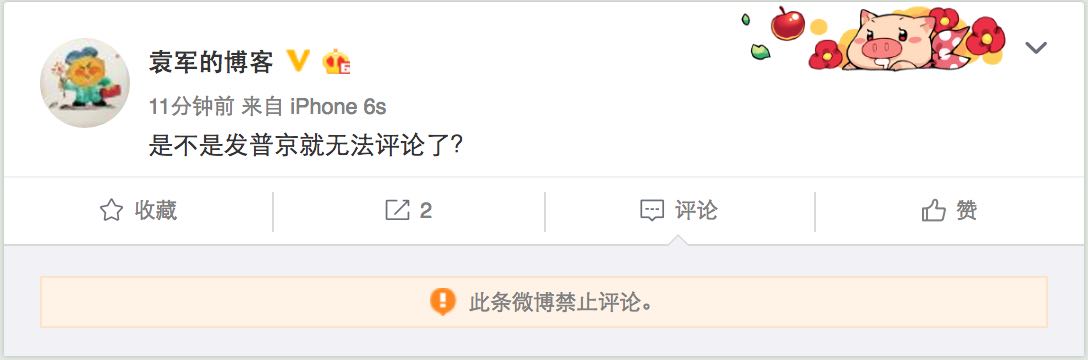 袁军的博客
11分钟前 来自 iPhone 6s
是不是发普京就无法评论了?
收藏
2
评论
赞
此条微博禁止评论。